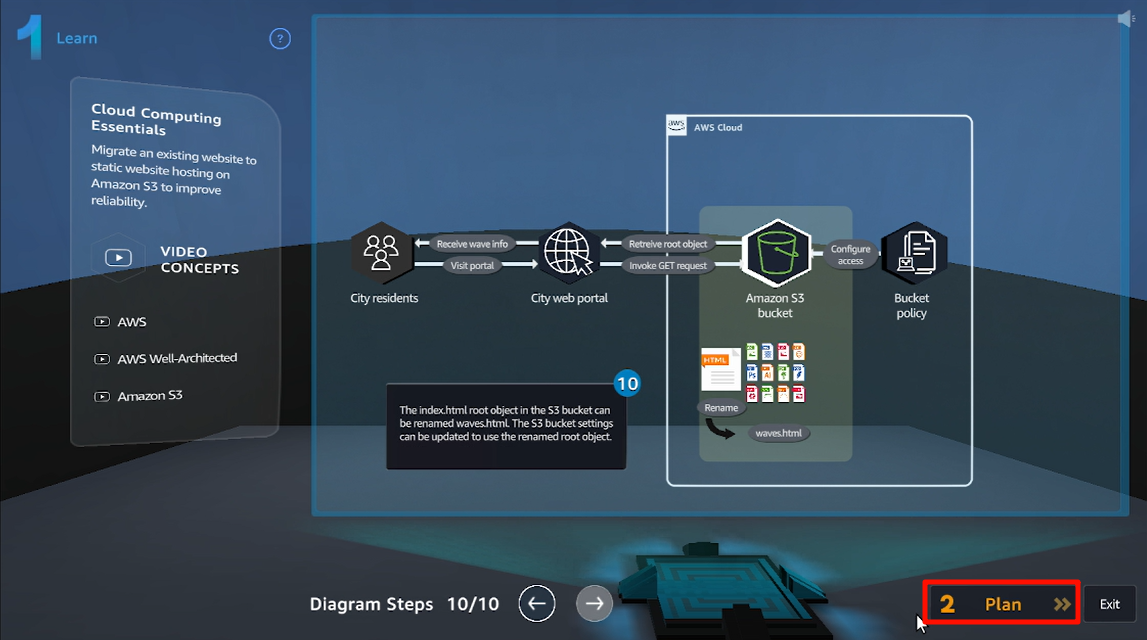 1
Learn
?
Cloud Computing
Essentials
Migrate an existing website to
static website hosting on
Amazon S3 to improve
reliability.
VIDEO
CONCEPTS
AWS
AWS Well-Architected
Amazon S3
aws
AWS Cloud
Receive wave info
Visit portal
Retreive root object
Invoke GET request
Configure
access
City residents
City web portal
Amazon S3
bucket
Bucket
policy
HTML
Rename
waves.html
10
The index.html root object in the S3 bucket can
be renamed waves.html. The S3 bucket settings
can be updated to use the renamed root object.
Diagram Steps 10/10
2 Plan
Exit